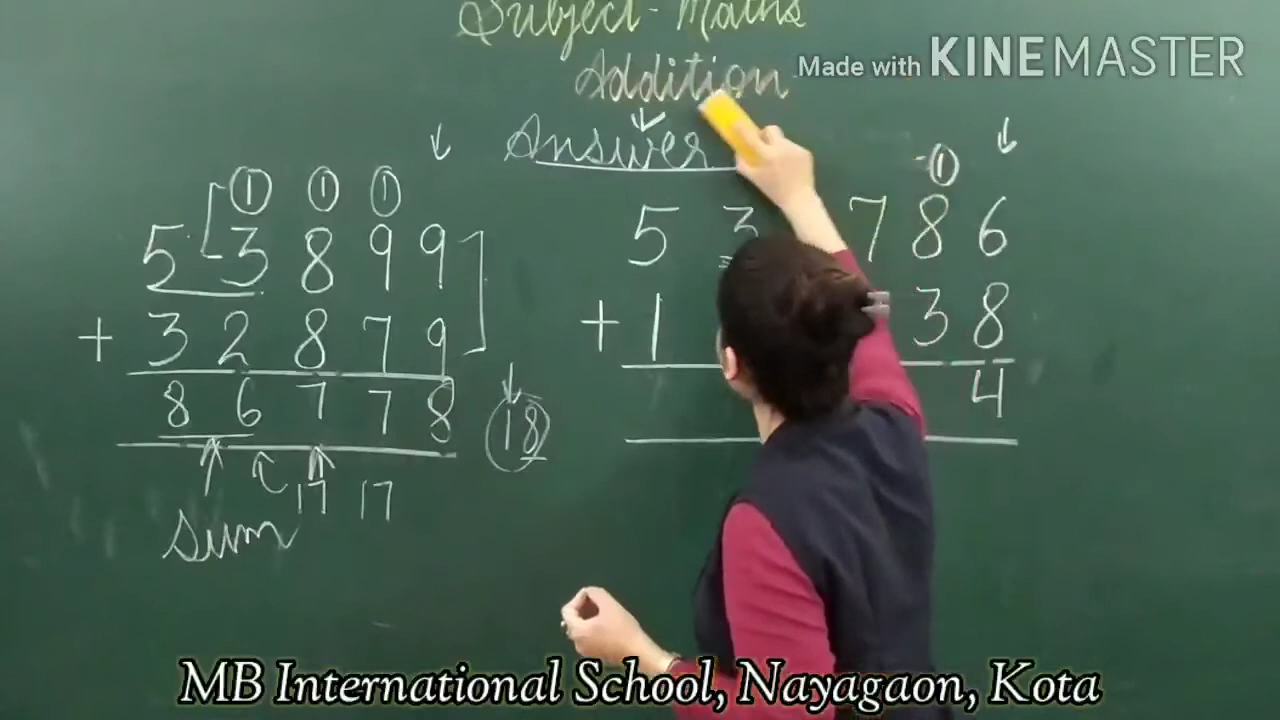 Subject - Maths
Made with KINEMASTER
Addition
Answer
1 1 1
5 3 8 9 9
+ 3 2 8 7 9
8 6 7 7 8
18
17 17
Sum
1
5 3 7 8 6
+ 1 3 8
4
MB International School, Nayagaon, Kota